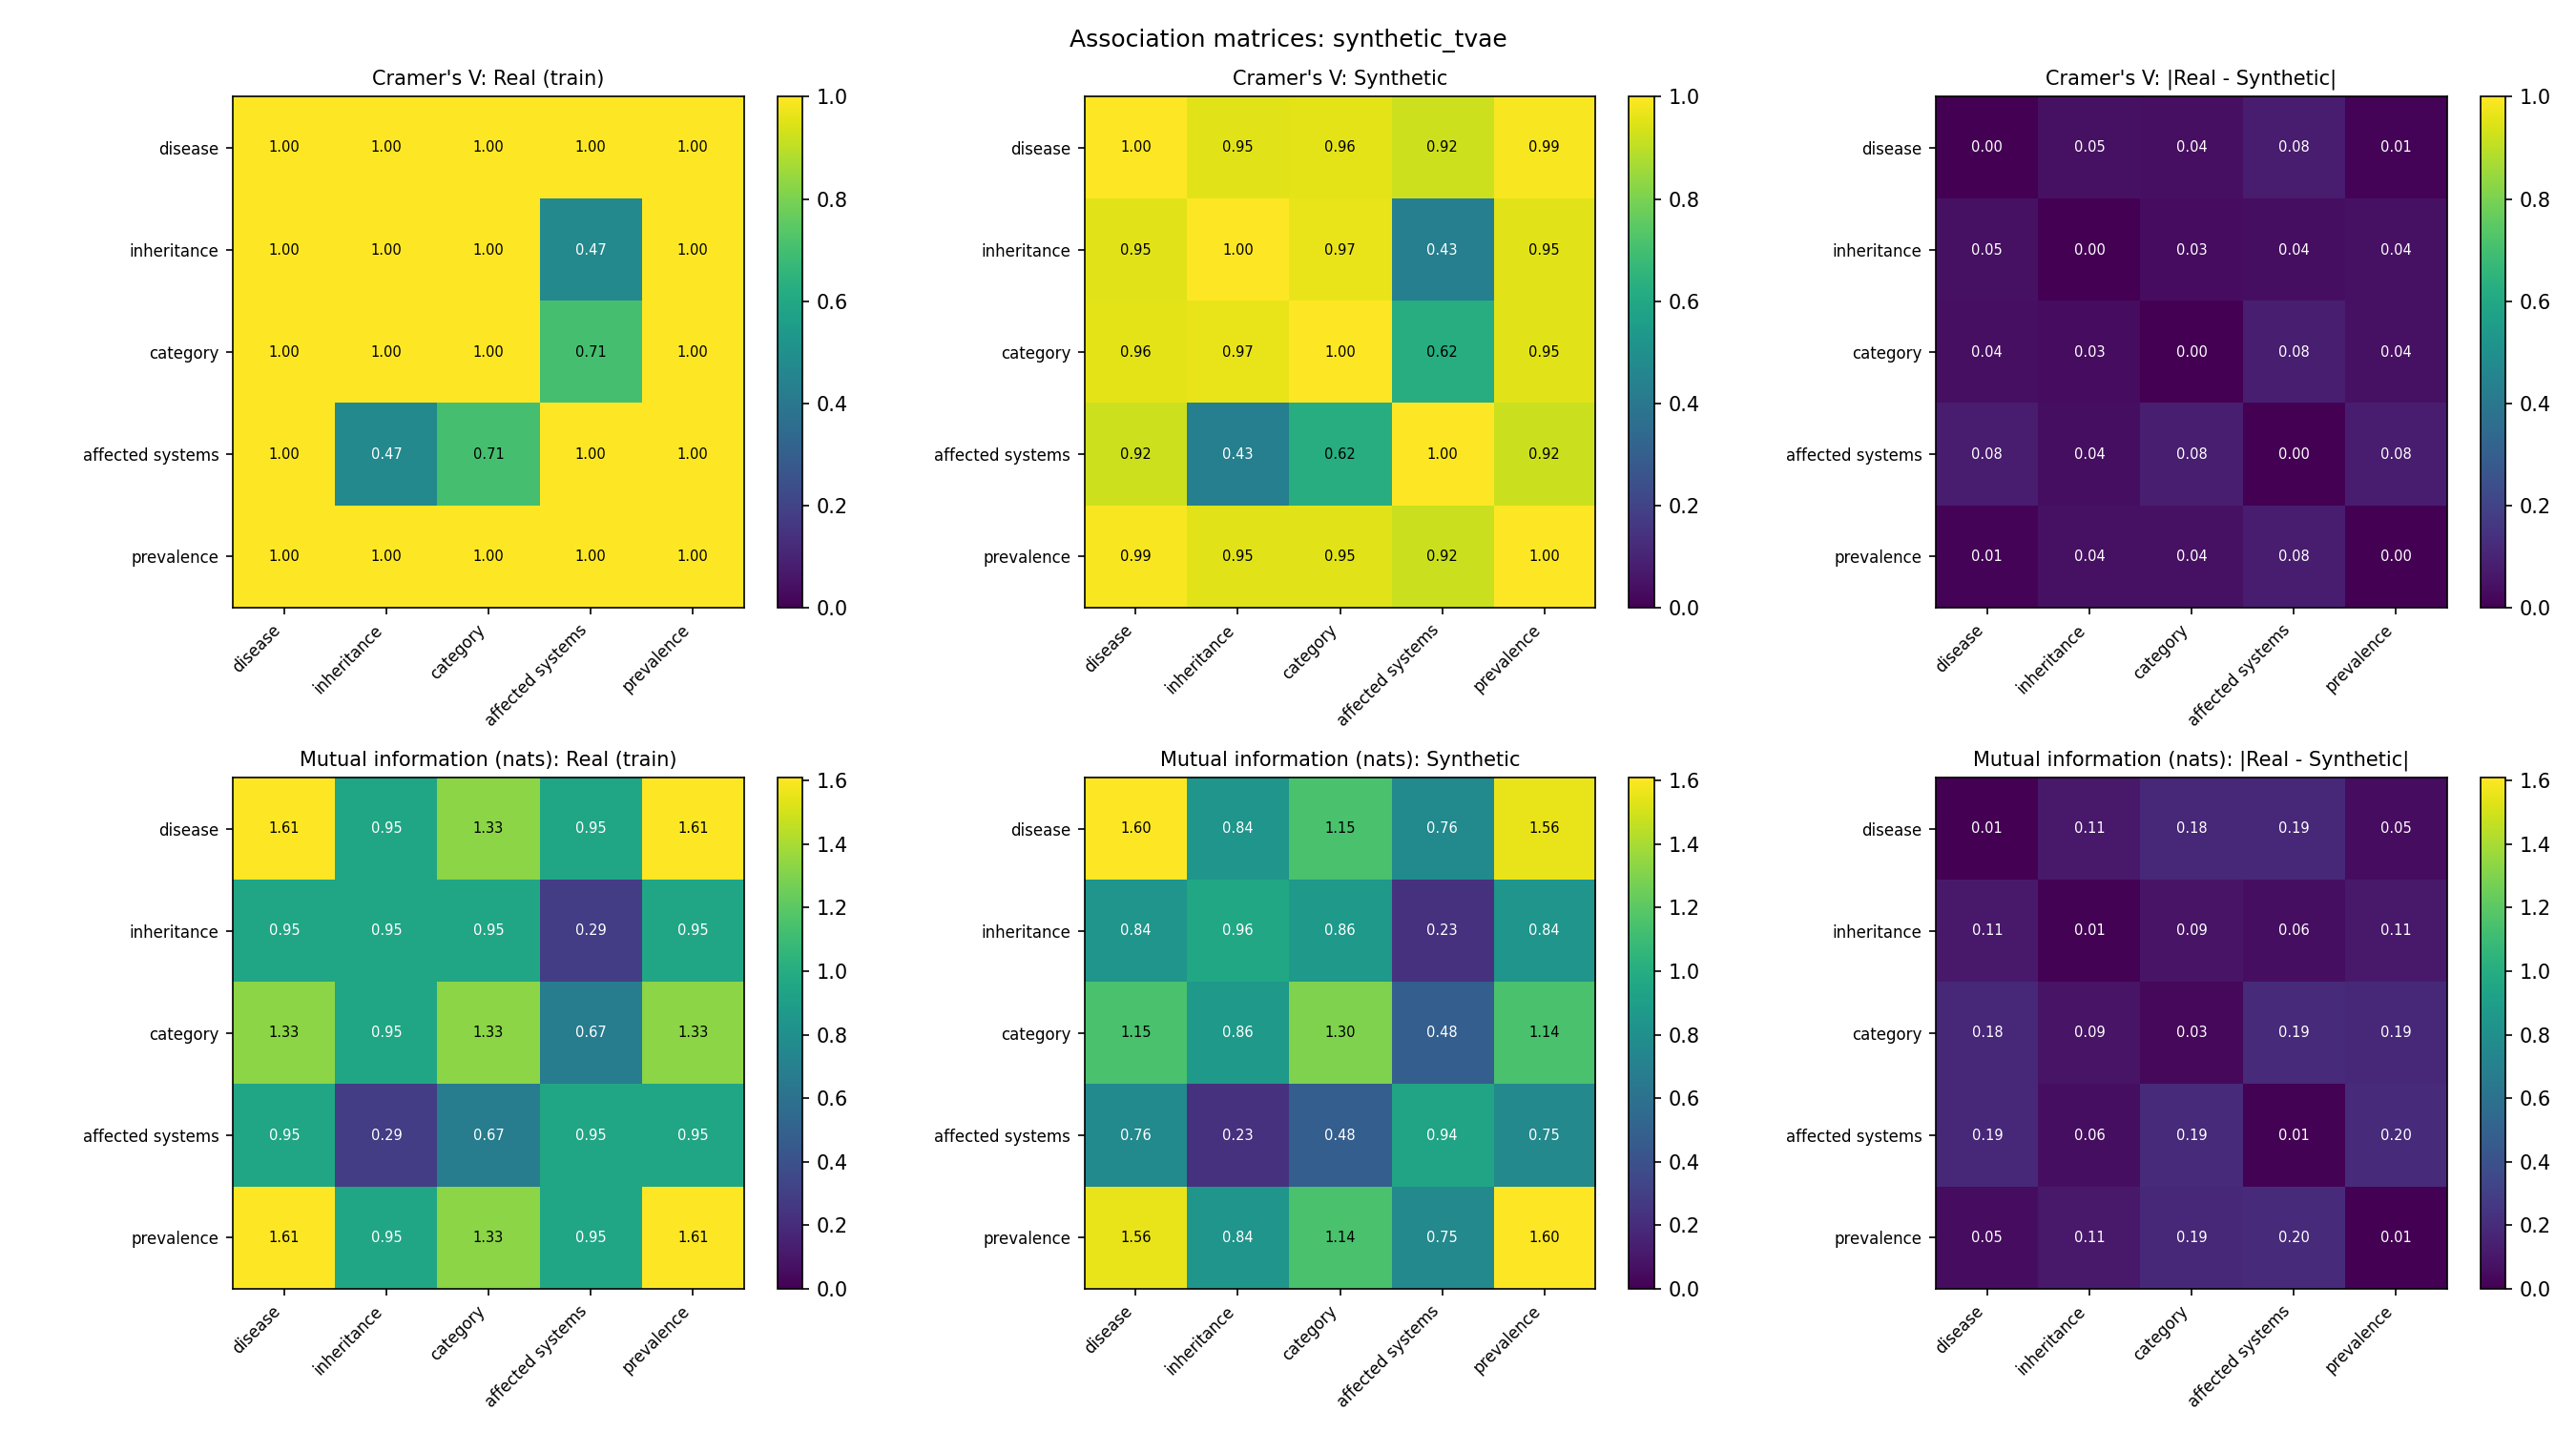 Association matrices: synthetic_tvae
Cramer's V: Real (train)
disease 1.00 1.00 1.00 1.00 1.00
inheritance 1.00 1.00 1.00 0.47 1.00
category 1.00 1.00 1.00 0.71 1.00
affected systems 1.00 0.47 0.71 1.00 1.00
prevalence 1.00 1.00 1.00 1.00 1.00
disease inheritance category affected systems prevalence
1.0
0.8
0.6
0.4
0.2
0.0
Cramer's V: Synthetic
disease 1.00 0.95 0.96 0.92 0.99
inheritance 0.95 1.00 0.97 0.43 0.95
category 0.96 0.97 1.00 0.62 0.95
affected systems 0.92 0.43 0.62 1.00 0.92
prevalence 0.99 0.95 0.95 0.92 1.00
disease inheritance category affected systems prevalence
1.0
0.8
0.6
0.4
0.2
0.0
Cramer's V: |Real - Synthetic|
disease 0.00 0.05 0.04 0.08 0.01
inheritance 0.05 0.00 0.03 0.04 0.04
category 0.04 0.03 0.00 0.08 0.04
affected systems 0.08 0.04 0.08 0.00 0.08
prevalence 0.01 0.04 0.04 0.08 0.00
disease inheritance category affected systems prevalence
1.0
0.8
0.6
0.4
0.2
0.0
Mutual information (nats): Real (train)
disease 1.61 0.95 1.33 0.95 1.61
inheritance 0.95 0.95 0.95 0.29 0.95
category 1.33 0.95 1.33 0.67 1.33
affected systems 0.95 0.29 0.67 0.95 0.95
prevalence 1.61 0.95 1.33 0.95 1.61
disease inheritance category affected systems prevalence
1.6
1.4
1.2
1.0
0.8
0.6
0.4
0.2
0.0
Mutual information (nats): Synthetic
disease 1.60 0.84 1.15 0.76 1.56
inheritance 0.84 0.96 0.86 0.23 0.84
category 1.15 0.86 1.30 0.48 1.14
affected systems 0.76 0.23 0.48 0.94 0.75
prevalence 1.56 0.84 1.14 0.75 1.60
disease inheritance category affected systems prevalence
1.6
1.4
1.2
1.0
0.8
0.6
0.4
0.2
0.0
Mutual information (nats): |Real - Synthetic|
disease 0.01 0.11 0.18 0.19 0.05
inheritance 0.11 0.01 0.09 0.06 0.11
category 0.18 0.09 0.03 0.19 0.19
affected systems 0.19 0.06 0.19 0.01 0.20
prevalence 0.05 0.11 0.19 0.20 0.01
disease inheritance category affected systems prevalence
1.6
1.4
1.2
1.0
0.8
0.6
0.4
0.2
0.0